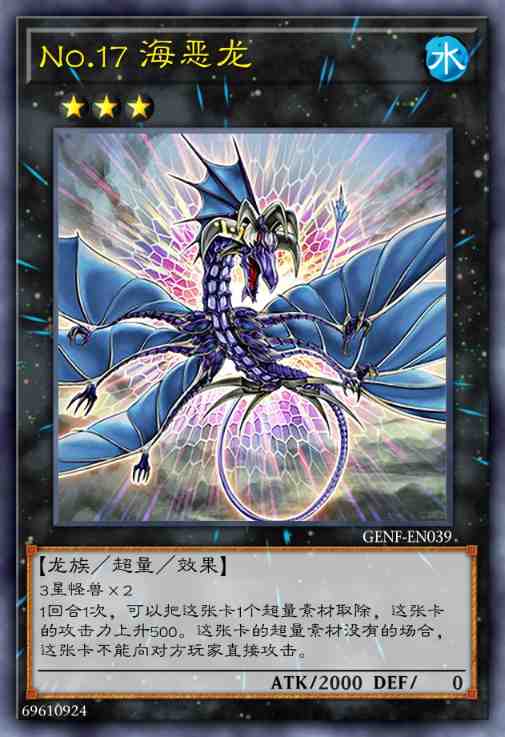 No.17 海恶龙
水
GENF-EN039
【龙族／超量／效果】
3星怪兽×2
1回合1次，可以把这张卡1个超量素材取除，这张卡
的攻击力上升500。这张卡的超量素材没有的场合，
这张卡不能向对方玩家直接攻击。
ATK/2000 DEF/ 0
69610924